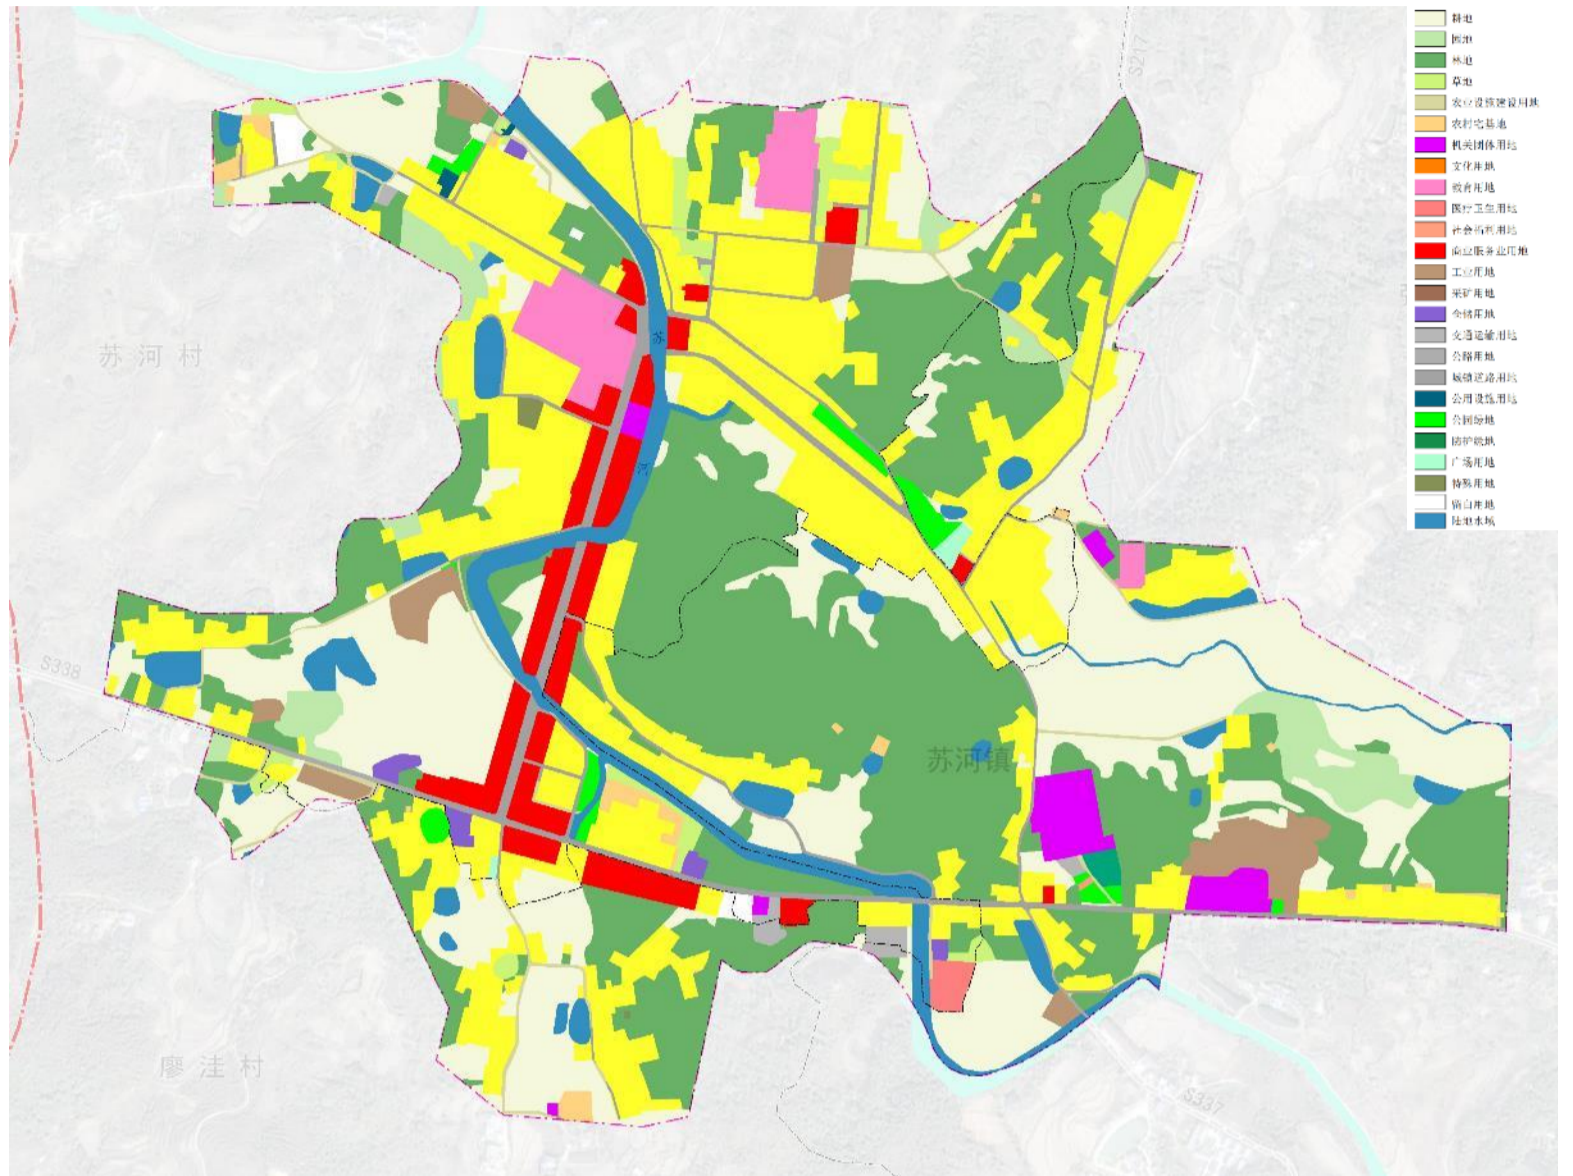 S217
苏河村
苏
河
S338
苏河镇
廖洼村
S337
耕地
园地
林地
草地
农业设施建设用地
农村宅基地
机关团体用地
文化用地
教育用地
医疗卫生用地
社会福利用地
商业服务业用地
工业用地
采矿用地
仓储用地
交通运输用地
公路用地
城镇道路用地
公用设施用地
公园绿地
防护绿地
广场用地
特殊用地
留白用地
陆地水域